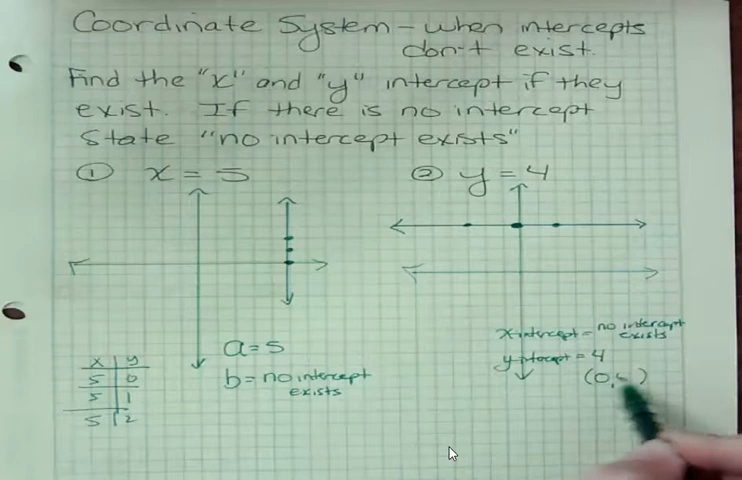 Coordinate System - when intercepts
don't exist.
Find the "x" and "y" intercept if they
exist. If there is no intercept
State "no intercept exists"
① x = 5
② y = 4
x | y
5 | 0
5 | 1
5 | 2
a = 5
b = no intercept
exists
x-intercept = no intercept
exists
= 4
(0,